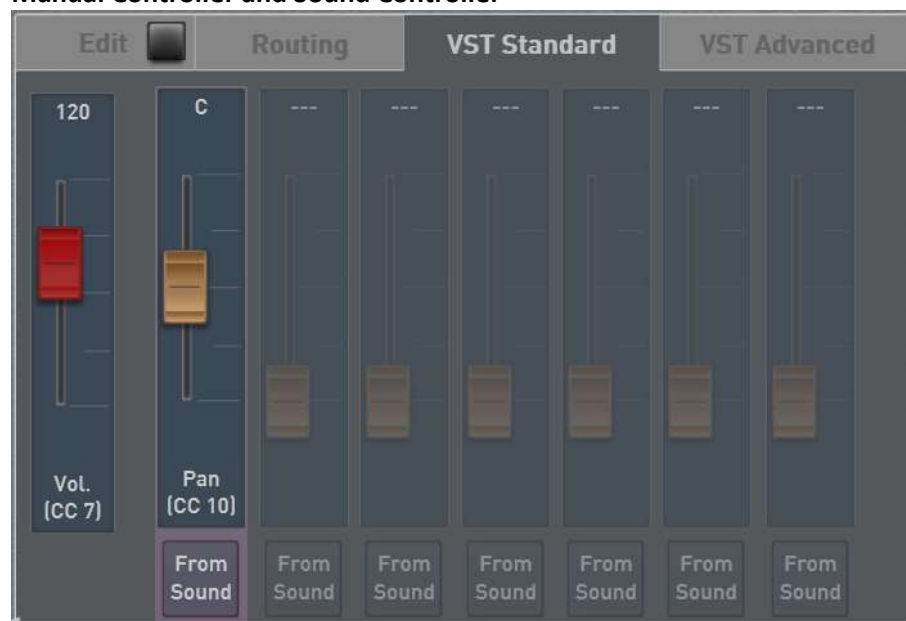 Manual Controller and Sound Controller
Edit Routing VST Standard VST Advanced
120 C --- --- --- --- --- ---
Vol. Pan
(CC 7) (CC 10)
From From From From From From From
Sound Sound Sound Sound Sound Sound Sound